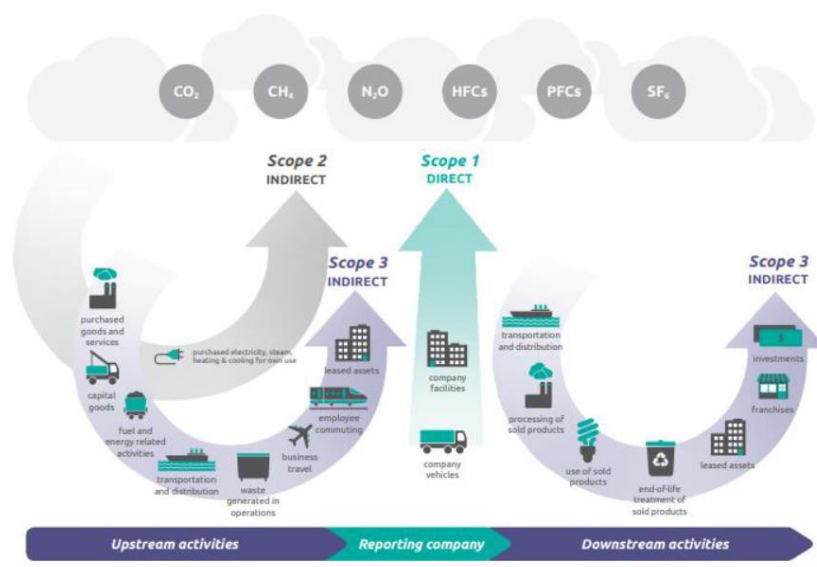 CO₂
CH₄
N₂O
HFCs
PFCs
SF₆
Scope 2
INDIRECT
Scope 1
DIRECT
Scope 3
INDIRECT
Scope 3
INDIRECT
purchased
goods and
services
capital
goods
fuel and
energy related
activities
transportation
and distribution
waste
generated in
operations
business
travel
employee
commuting
leased assets
purchased electricity, steam,
heating & cooling for own use
company
facilities
company
vehicles
transportation
and distribution
processing of
sold products
use of sold
products
end-of-life
treatment of
sold products
leased assets
franchises
$
investments
Upstream activities
Reporting company
Downstream activities